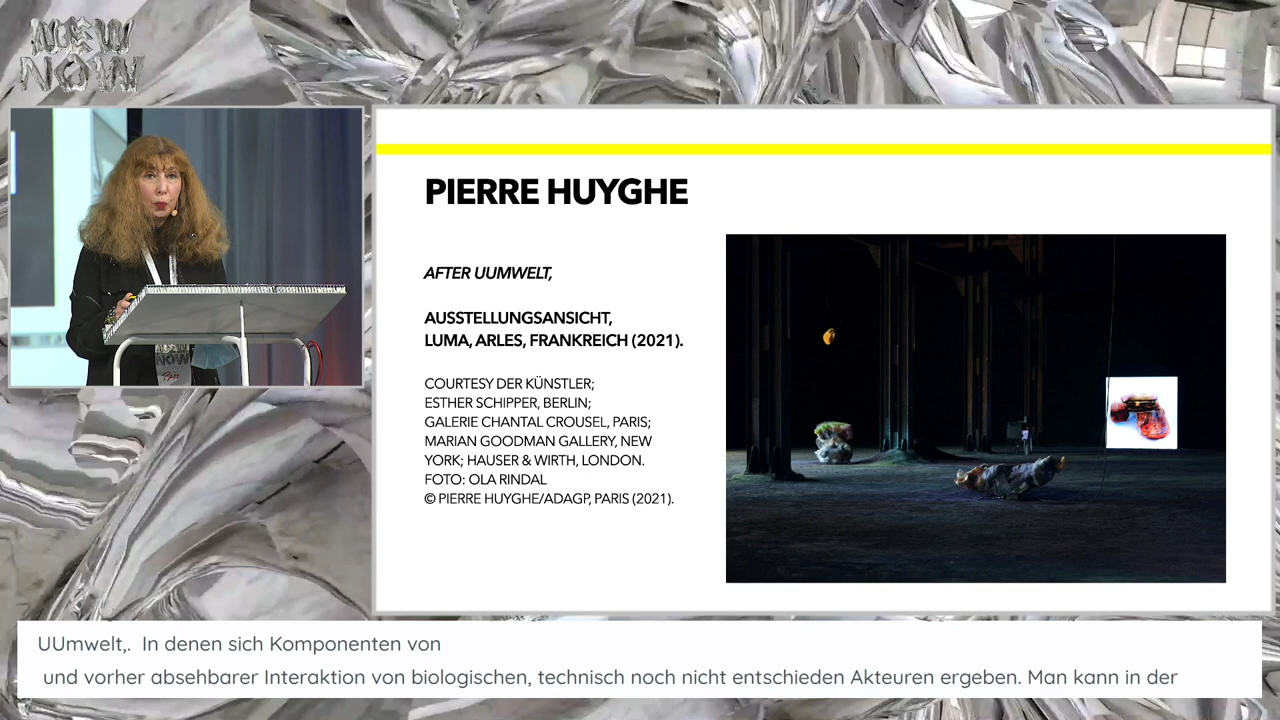 NEW
NOW
PIERRE HUYGHE
AFTER UUMWELT,
AUSSTELLUNGSANSICHT,
LUMA, ARLES, FRANKREICH (2021).
COURTESY DER KÜNSTLER;
ESTHER SCHIPPER, BERLIN;
GALERIE CHANTAL CROUSEL, PARIS;
MARIAN GOODMAN GALLERY, NEW
YORK; HAUSER & WIRTH, LONDON.
FOTO: OLA RINDAL
© PIERRE HUYGHE/ADAGP, PARIS (2021).
UUmwelt,. In denen sich Komponenten von
und vorher absehbarer Interaktion von biologischen, technisch noch nicht entschieden Akteuren ergeben. Man kann in der